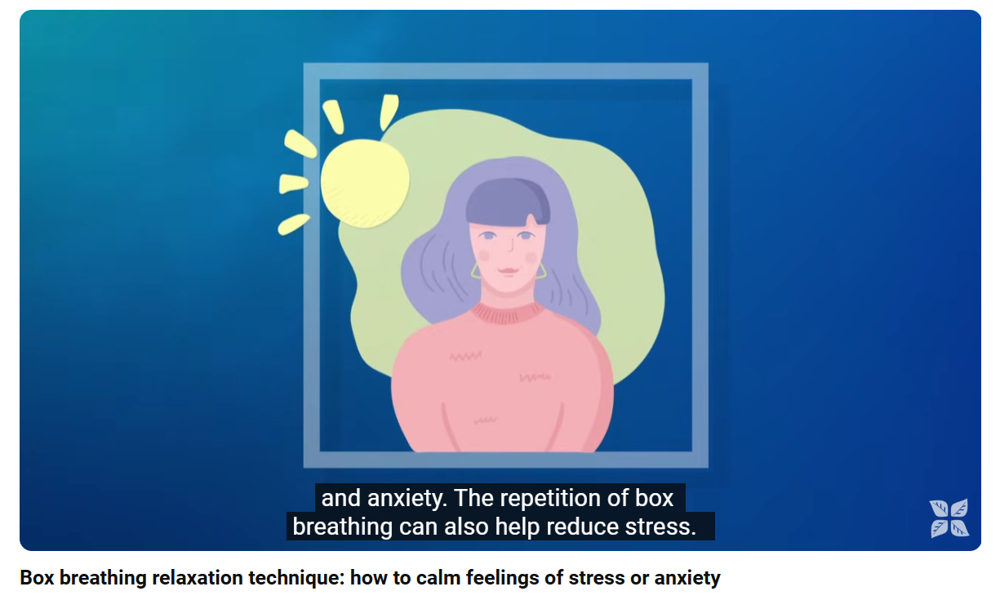 and anxiety. The repetition of box
breathing can also help reduce stress.
Box breathing relaxation technique: how to calm feelings of stress or anxiety